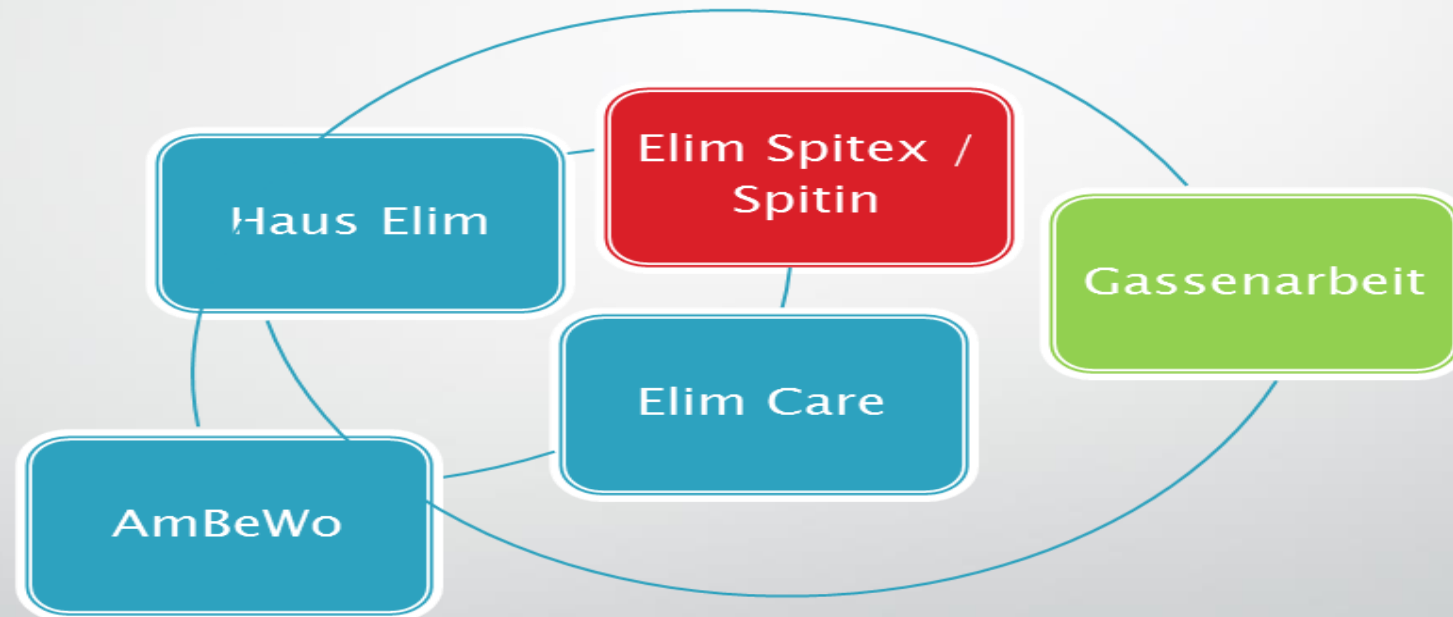 Elim Spitex /
Spitin
Haus Elim
Gassenarbeit
Elim Care
AmBeWo